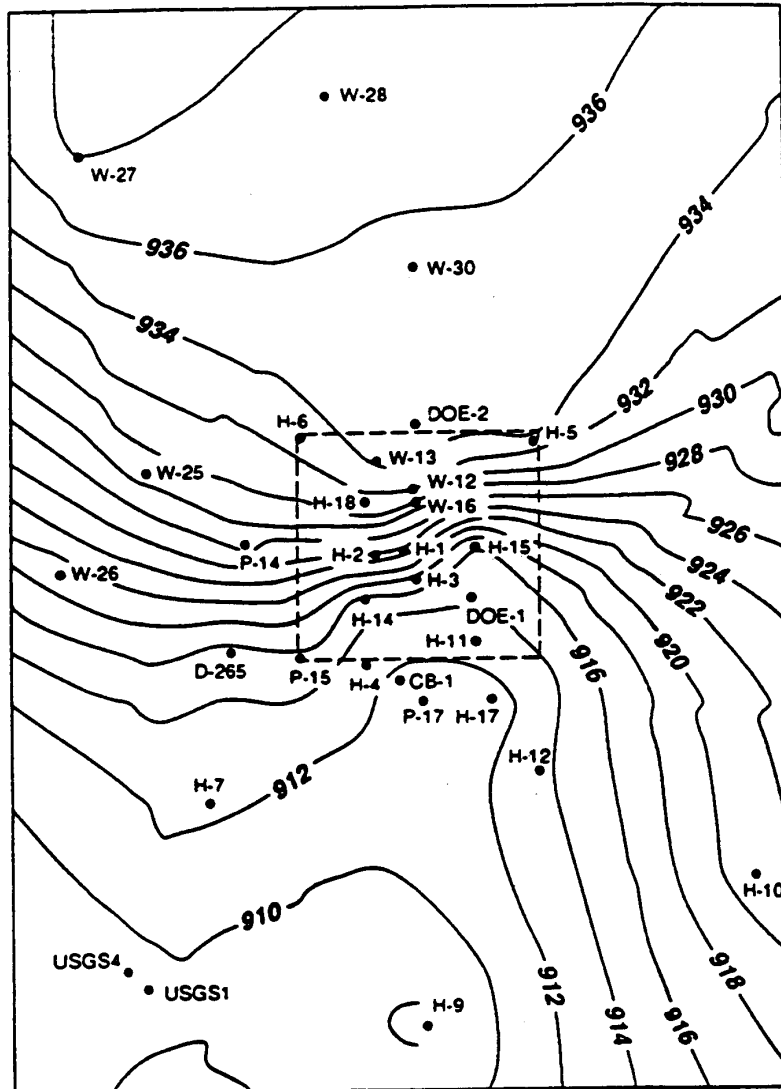 W-28
936
W-27
934
936
W-30
934
932
DOE-2
930
H-6
H-5
W-13
928
W-25
W-12
H-18
W-16
926
H-2
H-1
H-15
P-14
924
W-26
H-3
922
H-14
DOE-1
H-11
920
916
D-265
P-15
H-4
CB-1
P-17
H-17
H-12
912
H-7
H-10
910
USGS4
USGS1
918
912
H-9
914
916